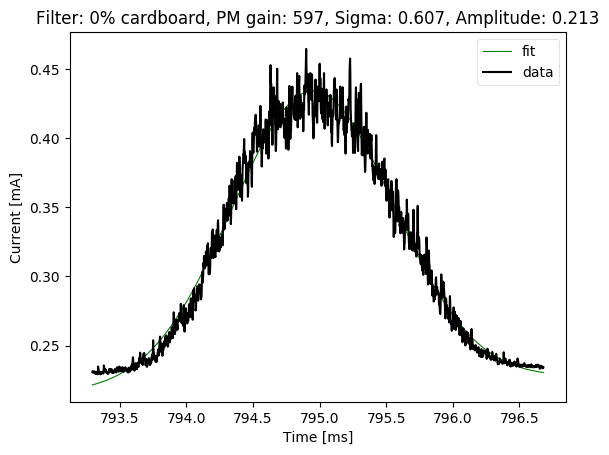 Filter: 0% cardboard, PM gain: 597, Sigma: 0.607, Amplitude: 0.213
fit
data
0.45
0.40
0.35
0.30
0.25
Current [mA]
793.5 794.0 794.5 795.0 795.5 796.0 796.5
Time [ms]